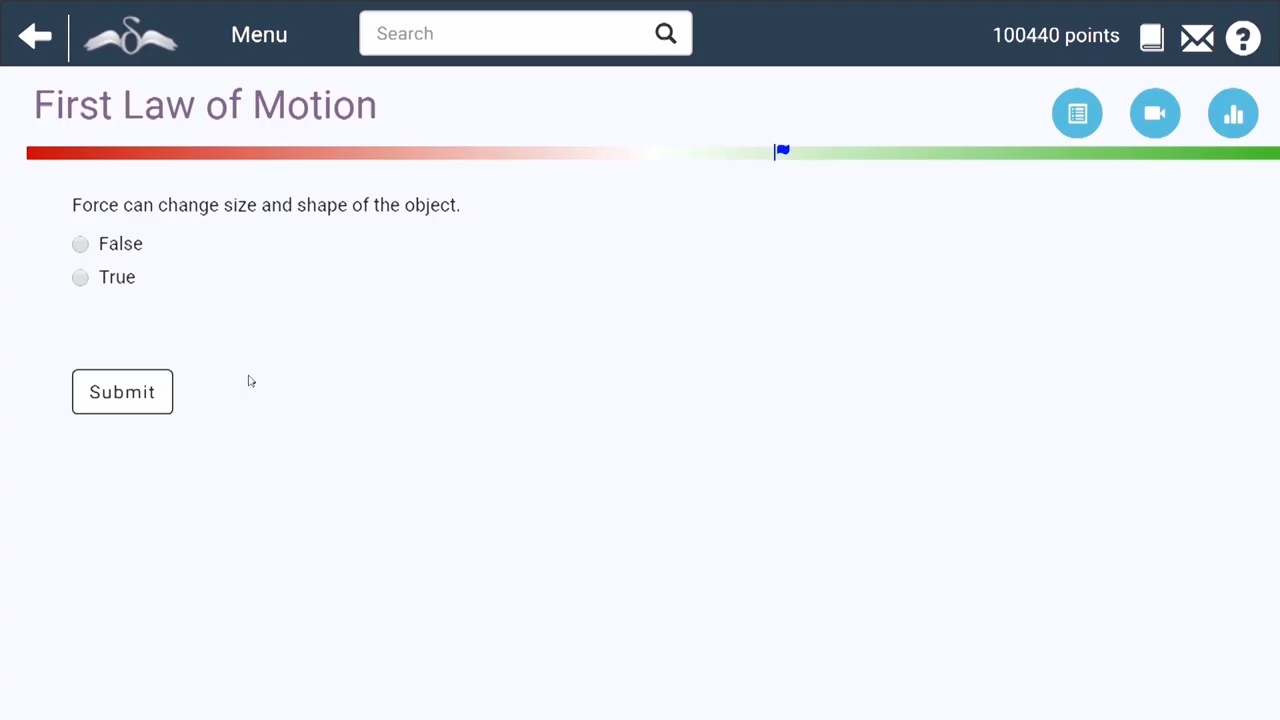 Menu
Search
100440 points
?
First Law of Motion
Force can change size and shape of the object.
False
True
Submit